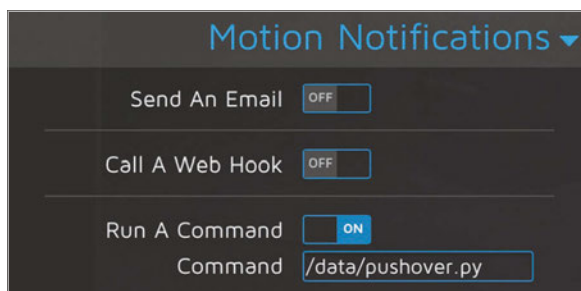 Motion Notifications
Send An Email OFF
Call A Web Hook OFF
Run A Command ON
Command /data/pushover.py